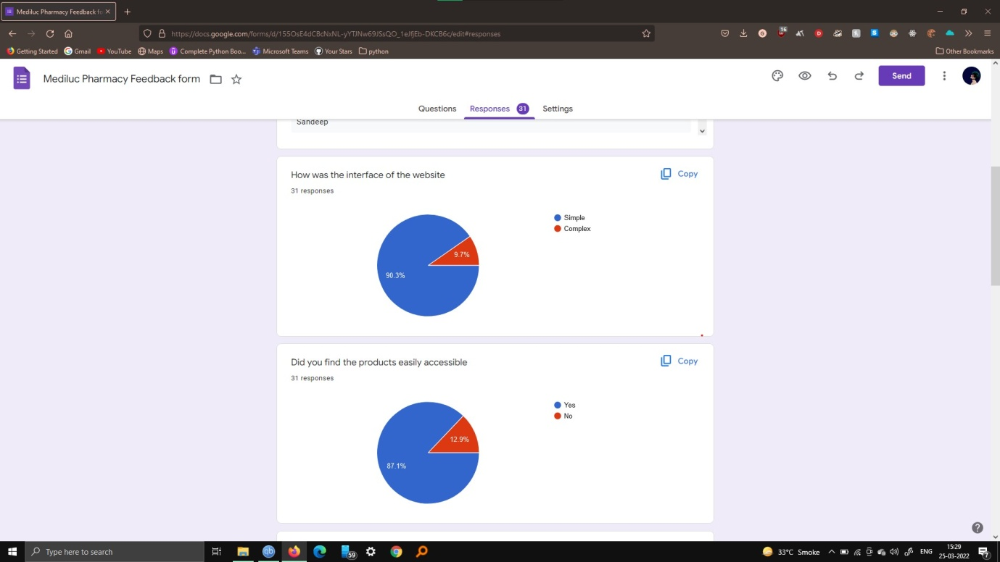 Mediluc Pharmacy Feedback fo
https://docs.google.com/forms/d/155OsE4dCBcNxNL-yYTJNw69JSsQO_1eJfjEb-DKCB6c/edit#responses
16
Getting Started Gmail YouTube Maps Complete Python Boo... Microsoft Teams Your Stars python Other Bookmarks
Mediluc Pharmacy Feedback form
Send
Questions Responses 31 Settings
Sandeep
How was the interface of the website
Copy
31 responses
Simple
Complex
9.7%
90.3%
Did you find the products easily accessible
Copy
31 responses
Yes
No
12.9%
87.1%
Type here to search
59
33°C Smoke
ENG
15:29
25-03-2022
7